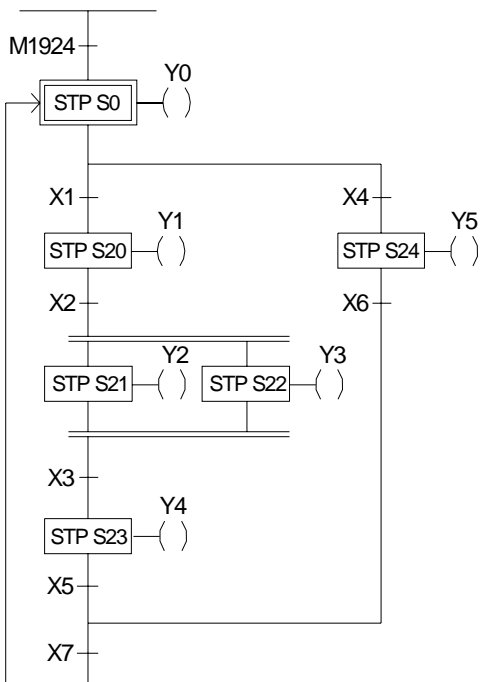 M1924
Y0
STP S0
X1
X4
Y1
Y5
STP S20
STP S24
X2
X6
Y2
Y3
STP S21
STP S22
X3
Y4
STP S23
X5
X7